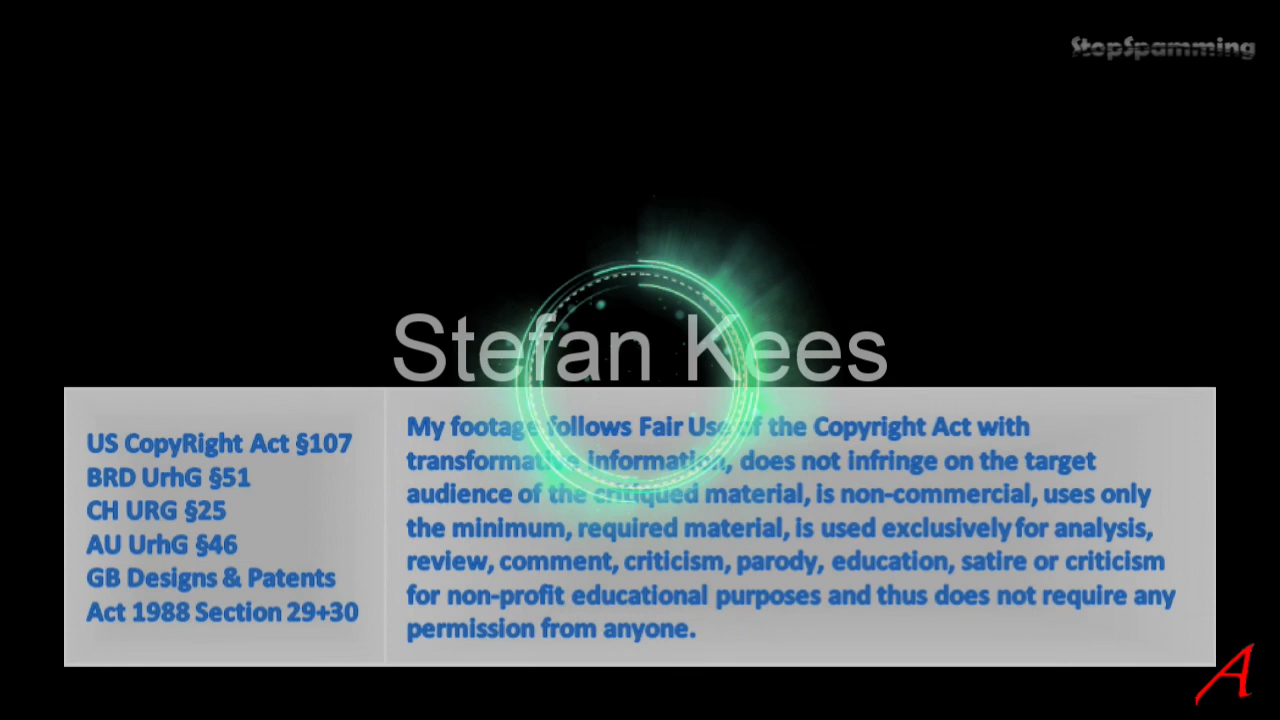 StopSpamming
Stefan Kees
US CopyRight Act §107
BRD UrhG §51
CH URG §25
AU UrhG §46
GB Designs & Patents
Act 1988 Section 29+30
My footage follows Fair Use of the Copyright Act with
transformative information, does not infringe on the target
audience of the critiqued material, is non-commercial, uses only
the minimum, required material, is used exclusively for analysis,
review, comment, criticism, parody, education, satire or criticism
for non-profit educational purposes and thus does not require any
permission from anyone.
A